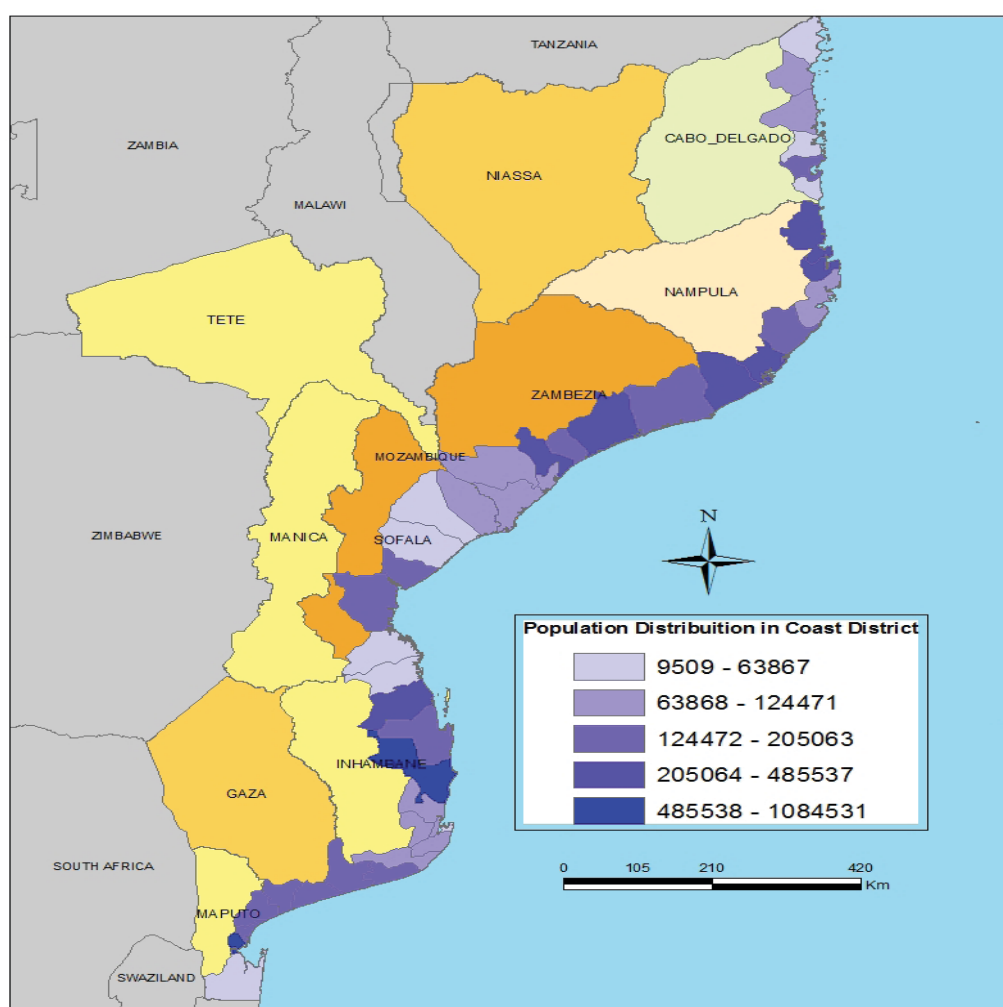 TANZANIA
ZAMBIA
CABO_DELGADO
NIASSA
MALAWI
NAMPULA
TETE
ZAMBEZIA
MOZAMBIQUE
ZIMBABWE
MANICA
SOFALA
N
Population Distribuition in Coast District
9509 - 63867
63868 - 124471
124472 - 205063
205064 - 485537
485538 - 1084531
INHAMBANE
GAZA
SOUTH AFRICA
0 105 210 420
Km
MAPUTO
SWAZILAND